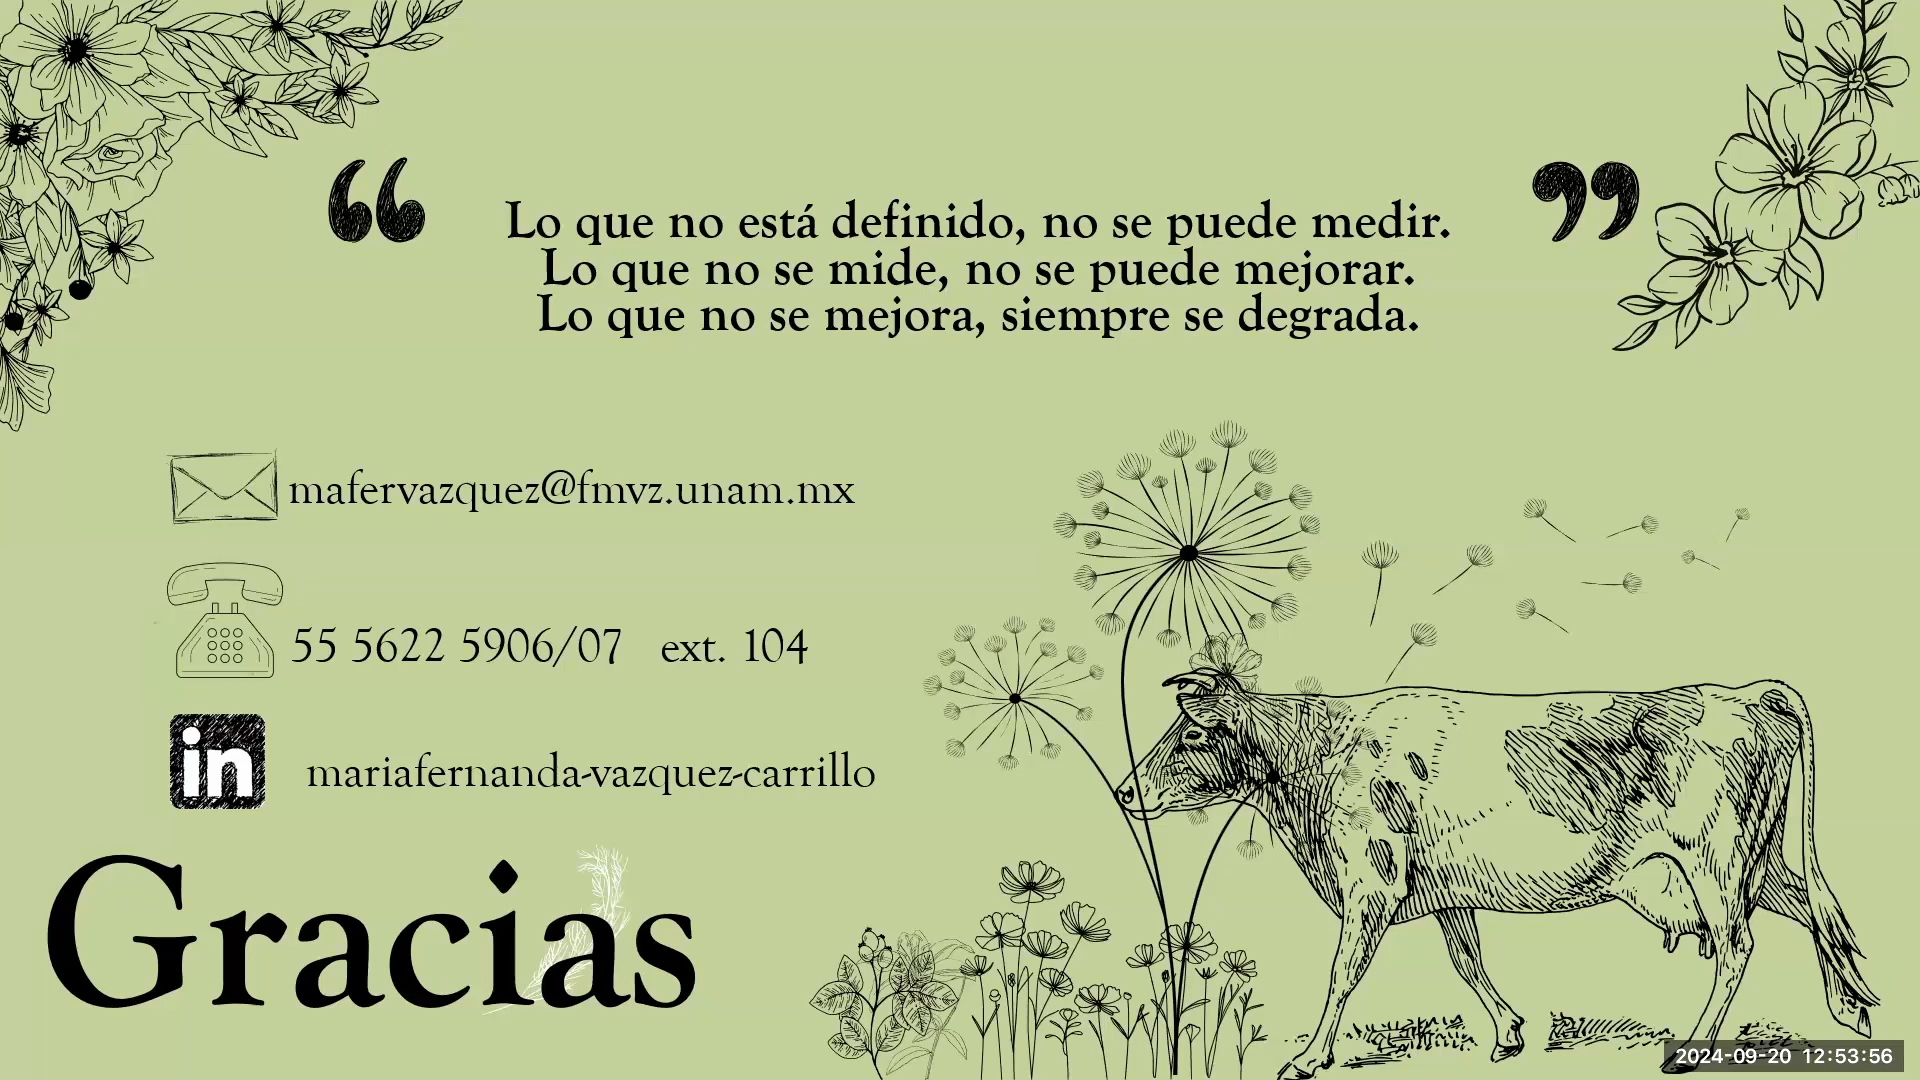 “ Lo que no está definido, no se puede medir. ”
Lo que no se mide, no se puede mejorar.
Lo que no se mejora, siempre se degrada.
mafervazquez@fmvz.unam.mx
55 5622 5906/07 ext. 104
in mariafernanda-vazquez-carrillo
Gracias
2024-09-20 12:53:56